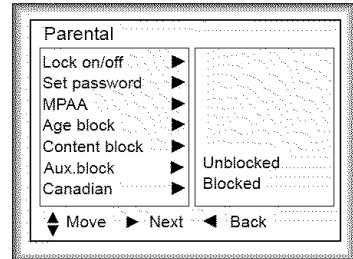 Parental
Lock on/off
Set password
MPAA
Age block
Content block
Aux.block
Canadian
Unblocked
Blocked
Move Next Back